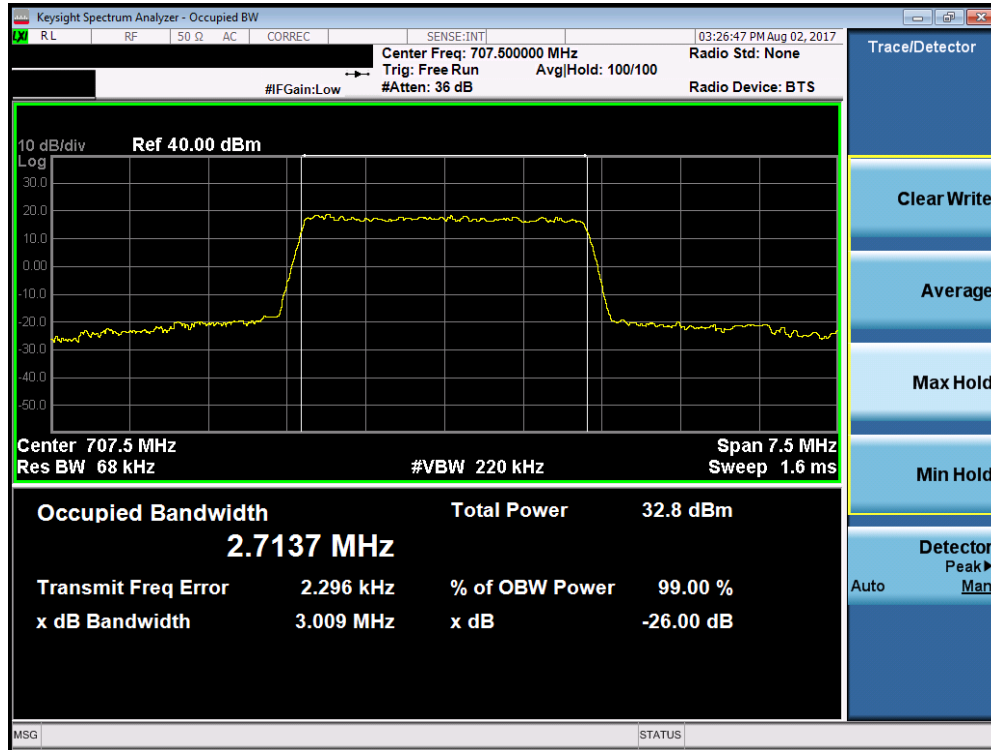 Keysight Spectrum Analyzer - Occupied BW
LXI RL RF 50 Ω AC CORREC SENSE:INT 03:26:47 PM Aug 02, 2017
Center Freq: 707.500000 MHz Radio Std: None
Trig: Free Run Avg|Hold: 100/100
#IFGain:Low #Atten: 36 dB Radio Device: BTS
Trace/Detector
10 dB/div Ref 40.00 dBm
Log
30.0
20.0
10.0
0.00
-10.0
-20.0
-30.0
-40.0
-50.0
Center 707.5 MHz Span 7.5 MHz
Res BW 68 kHz #VBW 220 kHz Sweep 1.6 ms
Clear Write
Average
Max Hold
Min Hold
Detector
Peak
Auto Man
Occupied Bandwidth Total Power 32.8 dBm
2.7137 MHz
Transmit Freq Error 2.296 kHz % of OBW Power 99.00 %
x dB Bandwidth 3.009 MHz x dB -26.00 dB
MSG STATUS